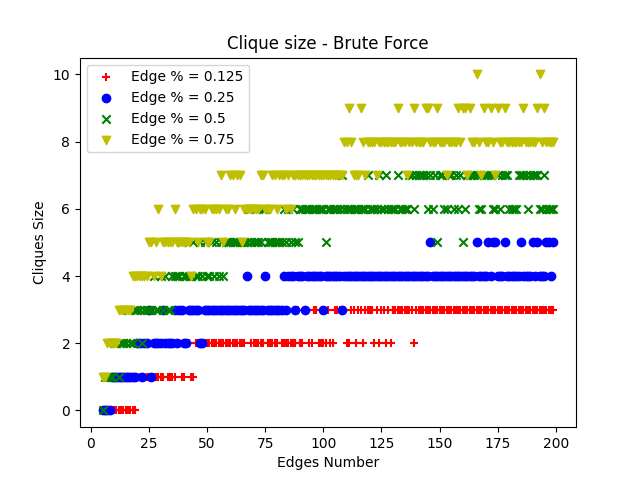 Clique size - Brute Force
Edge % = 0.125
Edge % = 0.25
Edge % = 0.5
Edge % = 0.75
Cliques Size
10
8
6
4
2
0
0 25 50 75 100 125 150 175 200
Edges Number